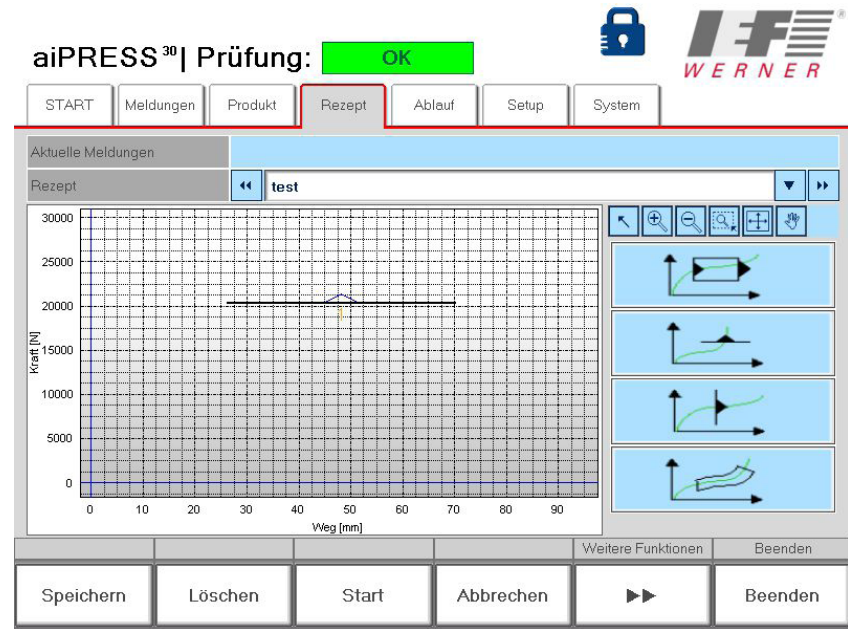 aiPRESS³⁰| Prüfung: OK
IEF®
WERNER
START Meldungen Produkt Rezept Ablauf Setup System
Aktuelle Meldungen
Rezept test
30000
25000
20000
15000
10000
5000
0
Kraft [N]
1
0 10 20 30 40 50 60 70 80 90
Weg [mm]
Weitere Funktionen Beenden
Speichern Löschen Start Abbrechen Beenden